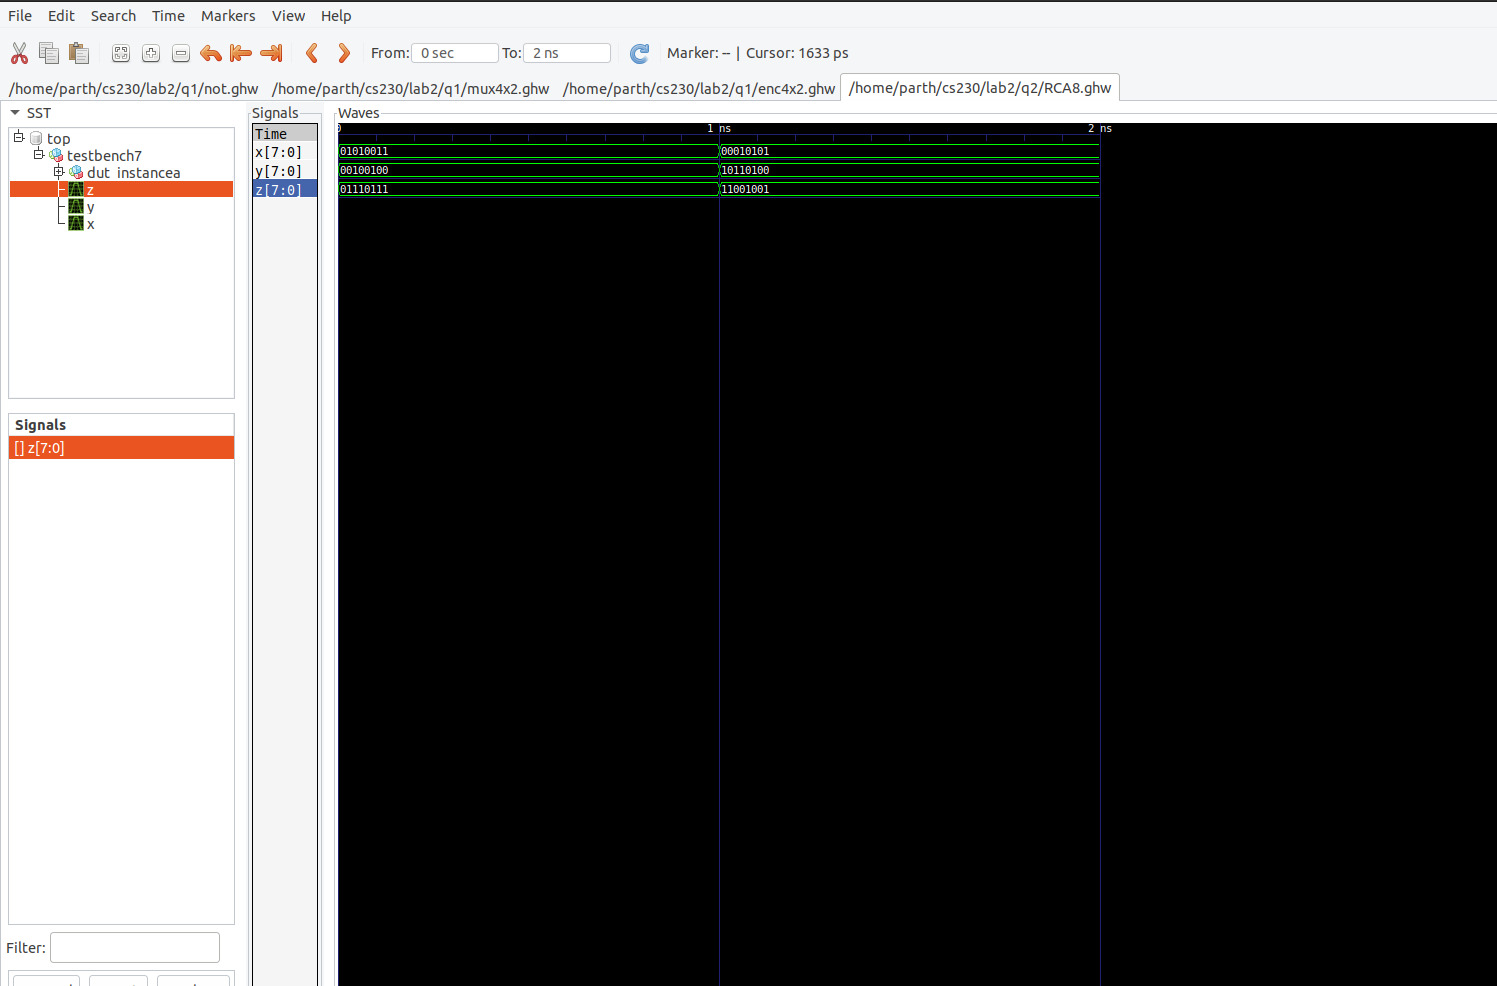 File Edit Search Time Markers View Help
From: 0 sec To: 2 ns Marker: -- | Cursor: 1633 ps
/home/parth/cs230/lab2/q1/not.ghw /home/parth/cs230/lab2/q1/mux4x2.ghw /home/parth/cs230/lab2/q1/enc4x2.ghw /home/parth/cs230/lab2/q2/RCA8.ghw
SST
top
testbench7
dut_instancea
z
y
x
Signals
[] z[7:0]
Filter:
Signals
Time
x[7:0]
y[7:0]
z[7:0]
Waves
0 1 ns 2 ns
01010011 00010101
00100100 10110100
01110111 11001001